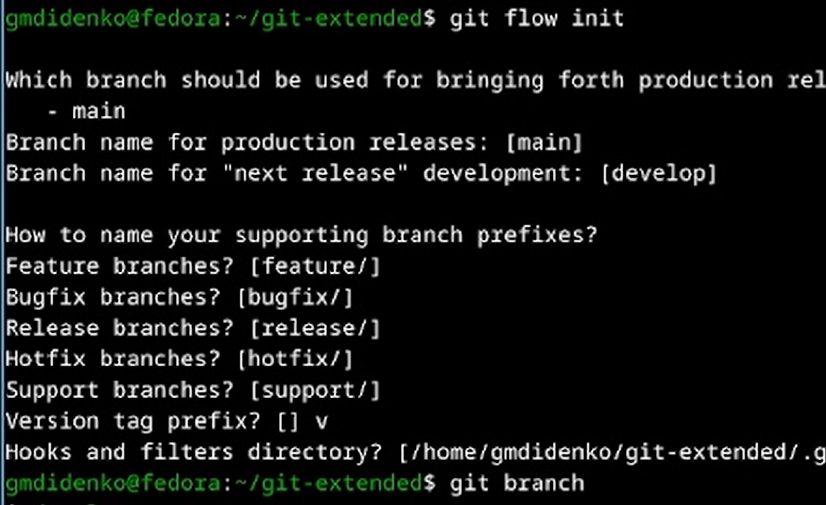 gmdidenko@fedora:~/git-extended$ git flow init
Which branch should be used for bringing forth production rel
- main
Branch name for production releases: [main]
Branch name for "next release" development: [develop]
How to name your supporting branch prefixes?
Feature branches? [feature/]
Bugfix branches? [bugfix/]
Release branches? [release/]
Hotfix branches? [hotfix/]
Support branches? [support/]
Version tag prefix? [] v
Hooks and filters directory? [/home/gmdidenko/git-extended/.g
gmdidenko@fedora:~/git-extended$ git branch